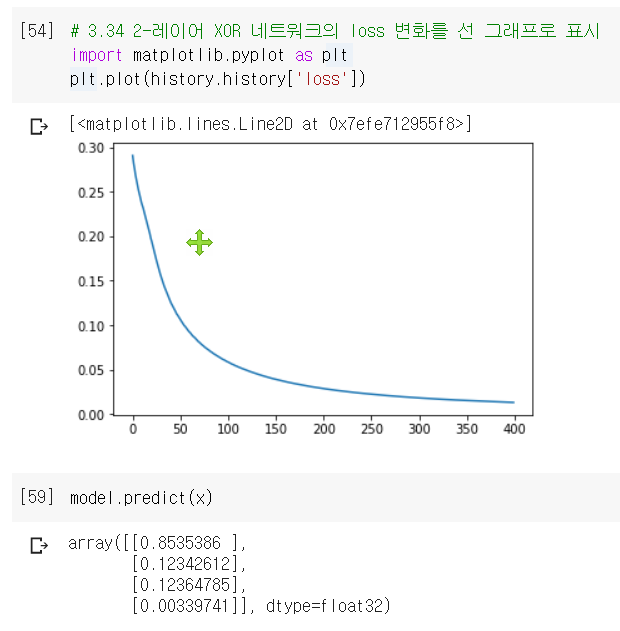 [54] # 3.34 2-레이어 XOR 네트워크의 loss 변화를 선 그래프로 표시
import matplotlib.pyplot as plt
plt.plot(history.history['loss'])
[<matplotlib.lines.Line2D at 0x7efe712955f8>]
0.30
0.25
0.20
0.15
0.10
0.05
0.00
0 50 100 150 200 250 300 350 400
[59] model.predict(x)
array([[0.8535386 ],
[0.12342612],
[0.12364785],
[0.00339741]], dtype=float32)